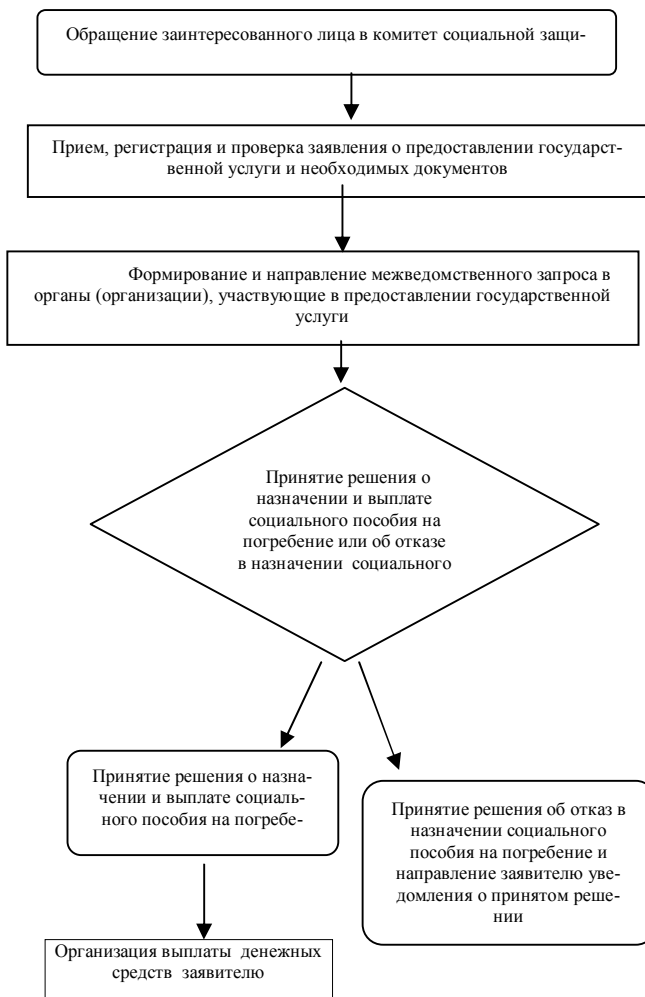 Обращение заинтересованного лица в комитет социальной защи-
Прием, регистрация и проверка заявления о предоставлении государст-
венной услуги и необходимых документов
Формирование и направление межведомственного запроса в
органы (организации), участвующие в предоставлении государственной
услуги
Принятие решения о
назначении и выплате
социального пособия на
погребение или об отказе
в назначении социального
Принятие решения о назна-
чении и выплате социаль-
ного пособия на погребе-
Принятие решения об отказ в
назначении социального
пособия на погребение и
направление заявителю уве-
домления о принятом реше-
нии
Организация выплаты денежных
средств заявителю